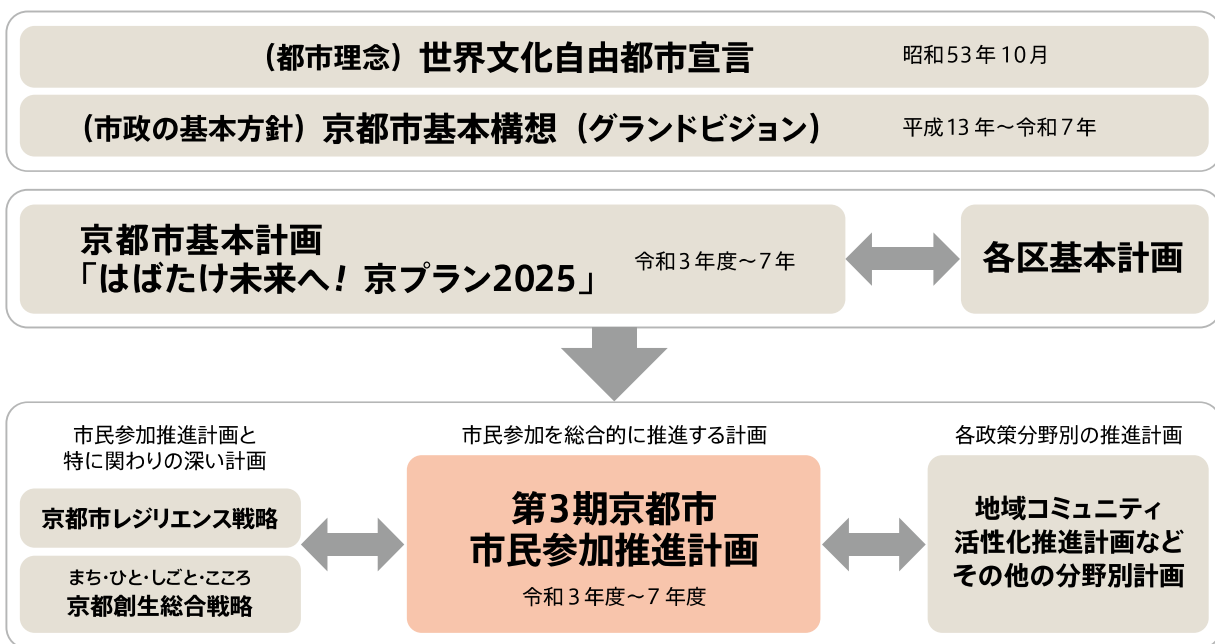 (都市理念) 世界文化自由都市宣言 昭和53年10月
(市政の基本方針) 京都市基本構想(グランドビジョン) 平成13年～令和7年
京都市基本計画
「はばたけ未来へ! 京プラン2025」 令和3年度～7年
各区基本計画
市民参加推進計画と
特に関わりの深い計画
京都市レジリエンス戦略
まち・ひと・しごと・こころ
京都創生総合戦略
市民参加を総合的に推進する計画
第3期京都市
市民参加推進計画
令和3年度～7年度
各政策分野別の推進計画
地域コミュニティ
活性化推進計画など
その他の分野別計画